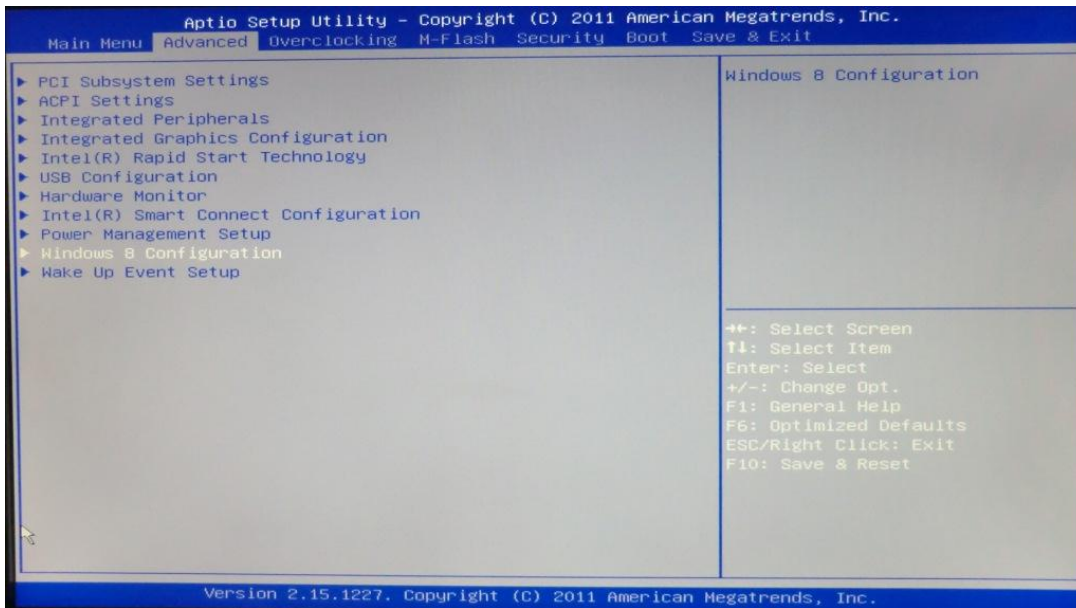 Aptio Setup Utility – Copyright (C) 2011 American Megatrends, Inc.
Main Menu Advanced Overclocking M-Flash Security Boot Save & Exit
► PCI Subsystem Settings
► ACPI Settings
► Integrated Peripherals
► Integrated Graphics Configuration
► Intel(R) Rapid Start Technology
► USB Configuration
► Hardware Monitor
► Intel(R) Smart Connect Configuration
► Power Management Setup
► Windows 8 Configuration
► Wake Up Event Setup
Windows 8 Configuration
→←: Select Screen
↑↓: Select Item
Enter: Select
+/-: Change Opt.
F1: General Help
F6: Optimized Defaults
ESC/Right Click: Exit
F10: Save & Reset
Version 2.15.1227. Copyright (C) 2011 American Megatrends, Inc.